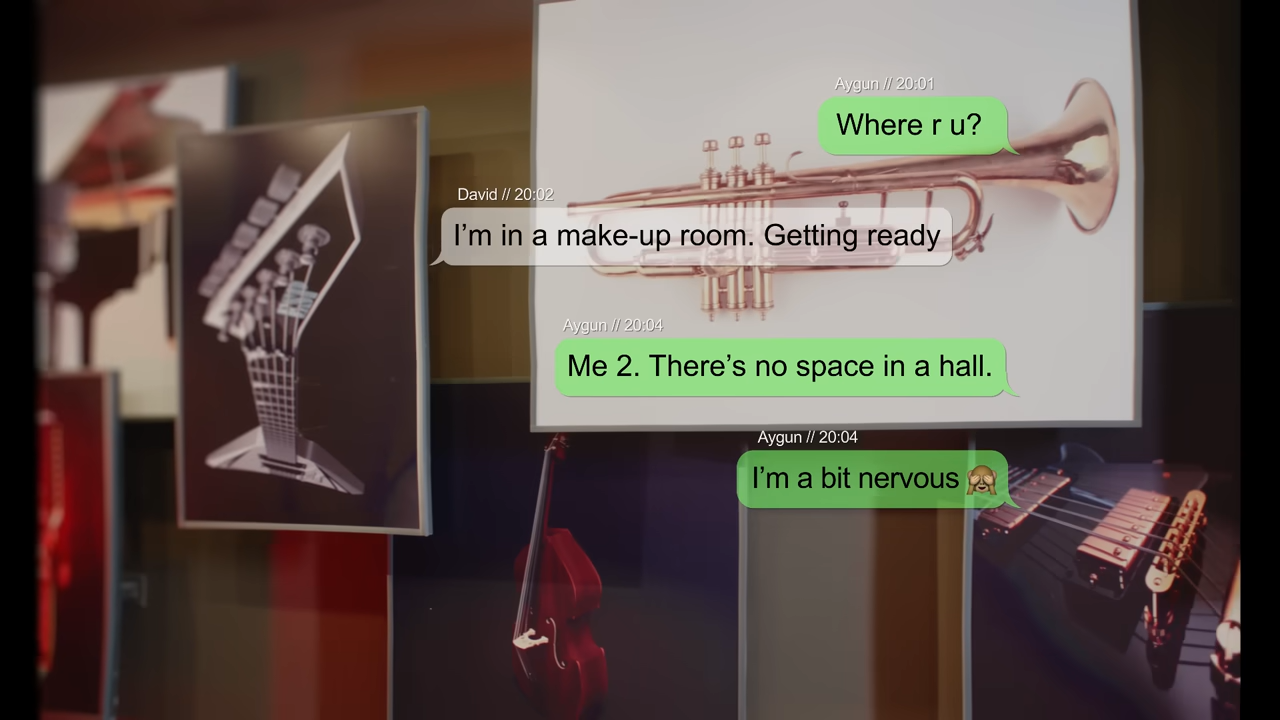 Aygun // 20:01
Where r u?
David // 20:02
I’m in a make-up room. Getting ready
Aygun // 20:04
Me 2. There’s no space in a hall.
Aygun // 20:04
I’m a bit nervous 🙈